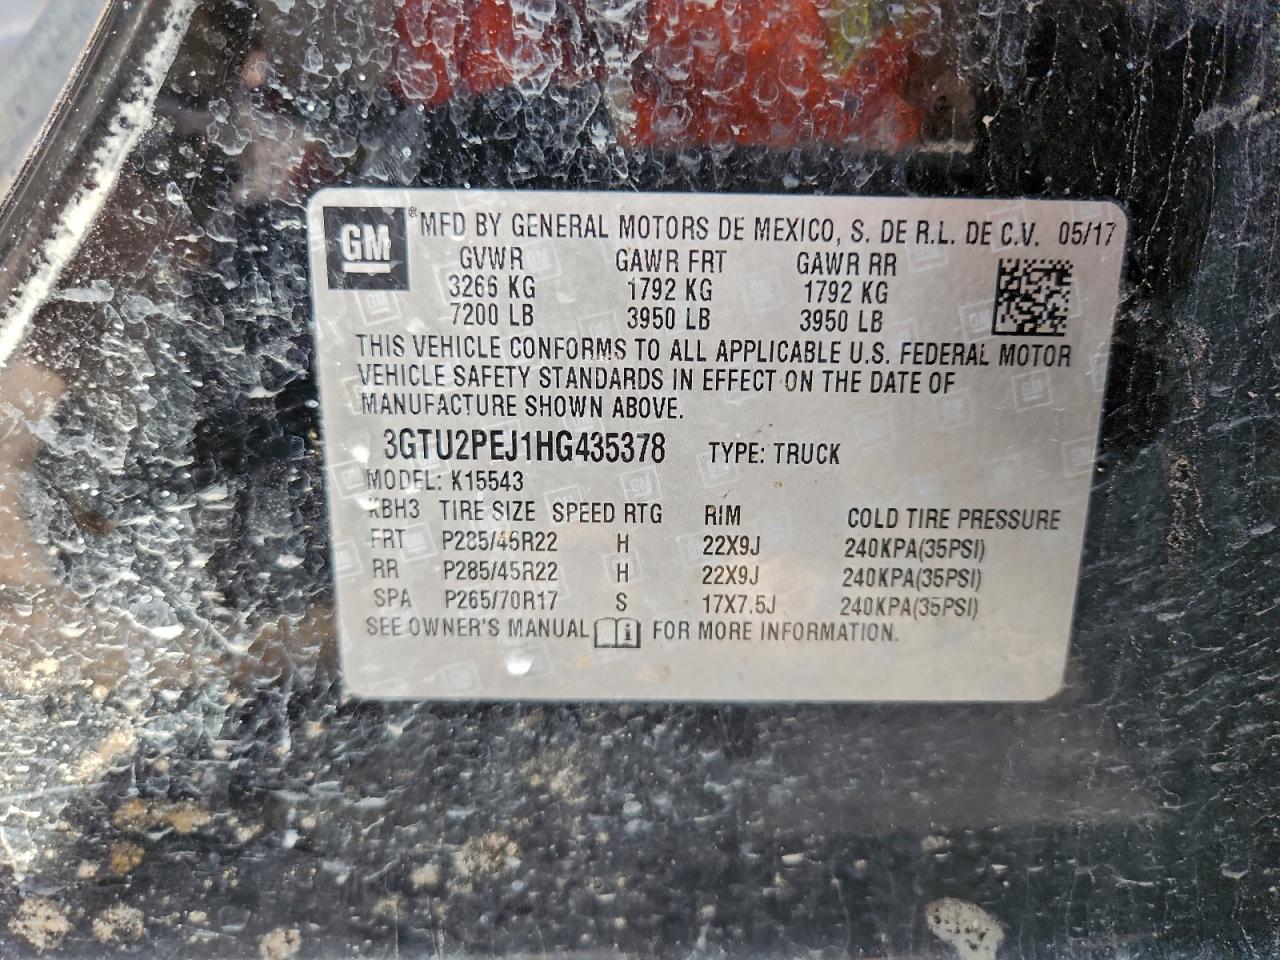 GM® MFD BY GENERAL MOTORS DE MEXICO, S. DE R.L. DE C.V. 05/17
GVWR GAWR FRT GAWR RR
3266 KG 1792 KG 1792 KG
7200 LB 3950 LB 3950 LB
THIS VEHICLE CONFORMS TO ALL APPLICABLE U.S. FEDERAL MOTOR
VEHICLE SAFETY STANDARDS IN EFFECT ON THE DATE OF
MANUFACTURE SHOWN ABOVE.
3GTU2PEJ1HG435378 TYPE: TRUCK
MODEL: K15543
KBH3 TIRE SIZE SPEED RTG RIM COLD TIRE PRESSURE
FRT P285/45R22 H 22X9J 240KPA(35PSI)
RR P285/45R22 H 22X9J 240KPA(35PSI)
SPA P265/70R17 S 17X7.5J 240KPA(35PSI)
SEE OWNER'S MANUAL FOR MORE INFORMATION.